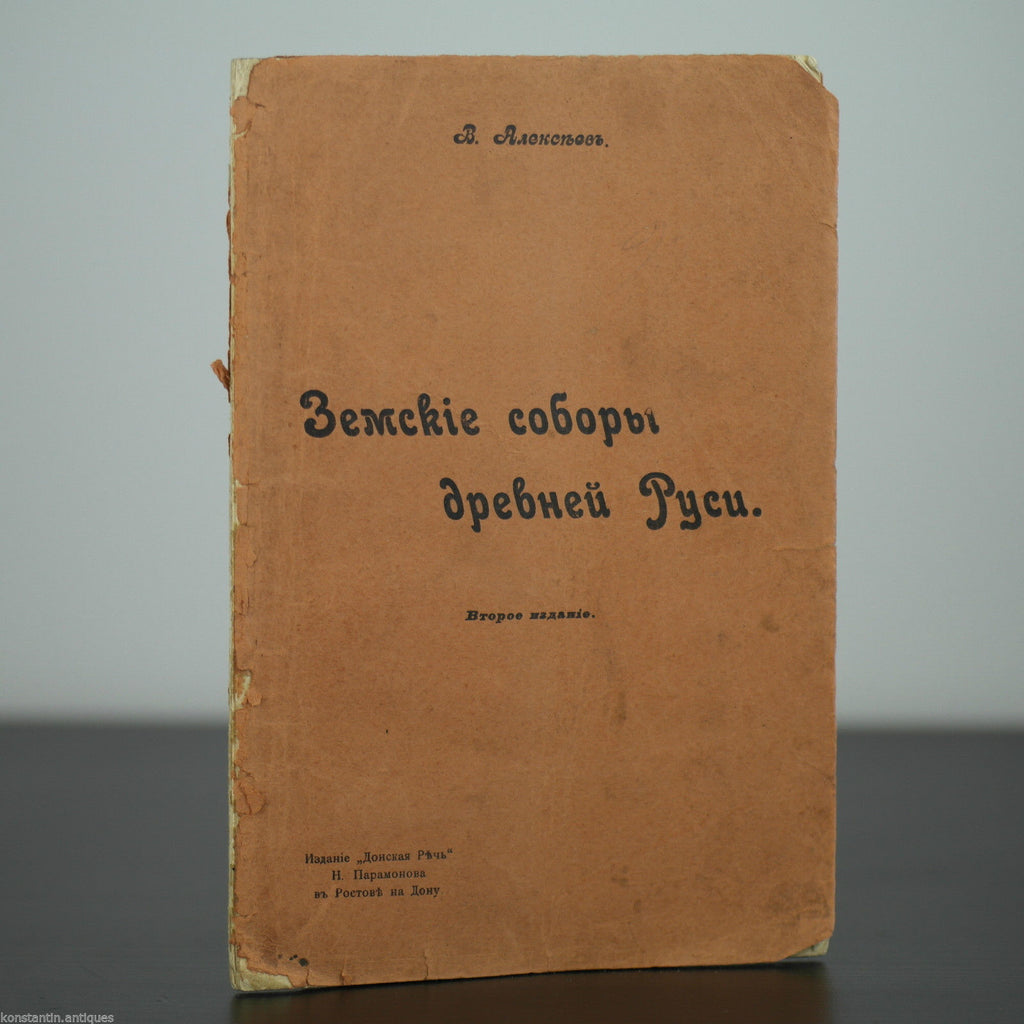 В. Алексѣевъ.
Земскіе соборы
древней Руси.
Второе изданіе.
Изданіе „Донская Рѣчь“
Н. Парамонова
въ Ростовѣ на Дону
konstantin.antiques